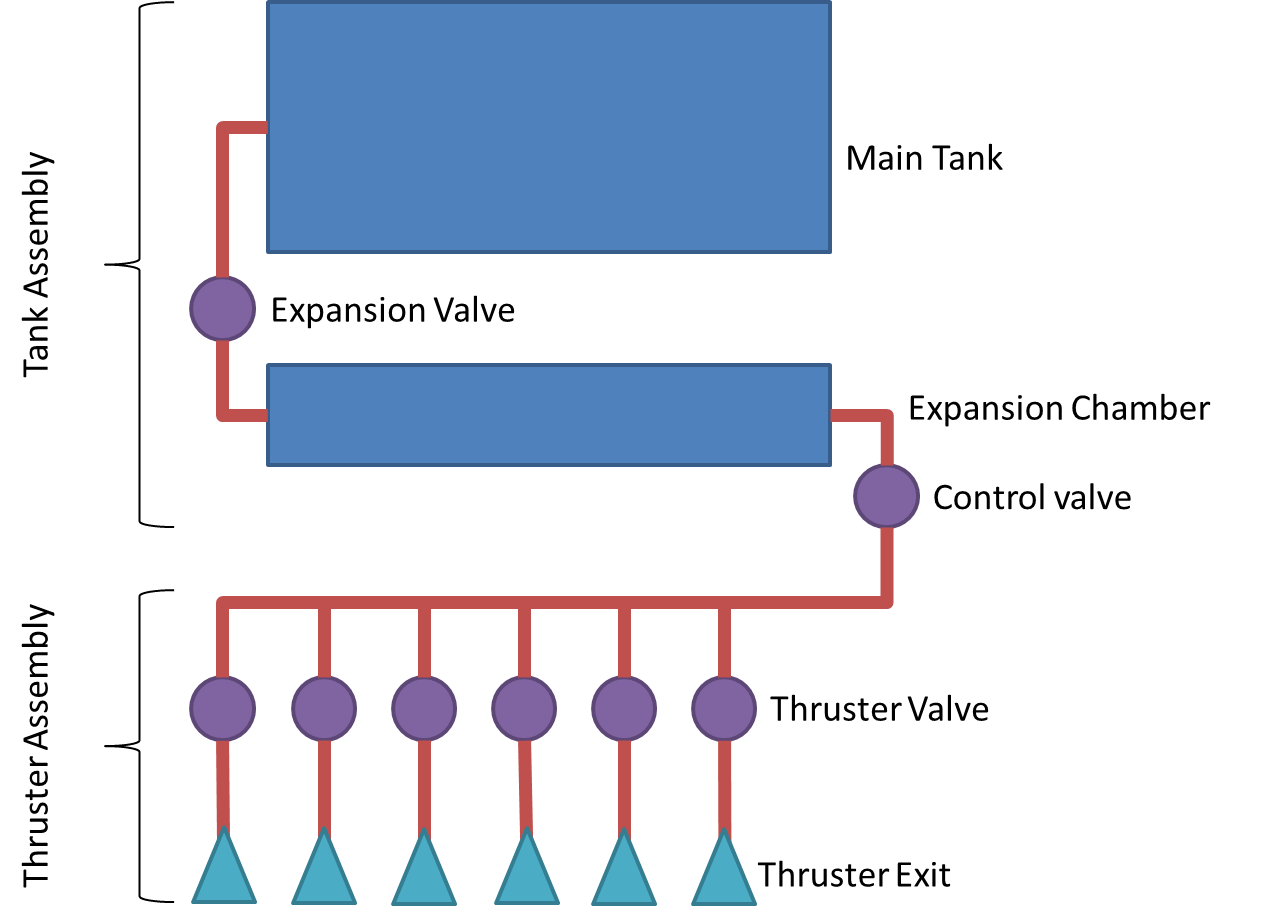 Tank Assembly
Main Tank
Expansion Valve
Expansion Chamber
Control valve
Thruster Assembly
Thruster Valve
Thruster Exit